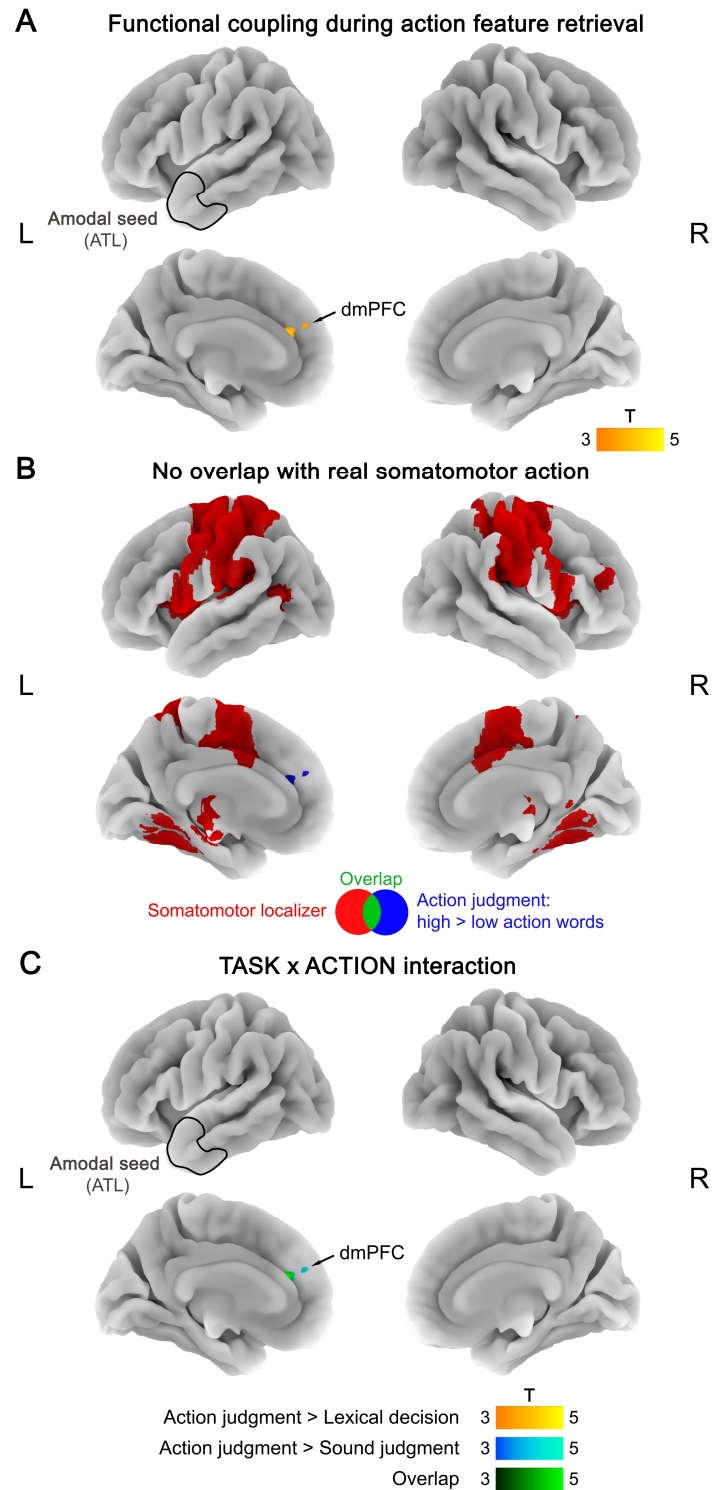 A
Functional coupling during action feature retrieval
Amodal seed
(ATL)
L
R
dmPFC
T
3 5
B
No overlap with real somatomotor action
L
R
Overlap
Somatomotor localizer
Action judgment:
high > low action words
C
TASK x ACTION interaction
Amodal seed
(ATL)
L
R
dmPFC
T
Action judgment > Lexical decision 3 5
Action judgment > Sound judgment 3 5
Overlap 3 5